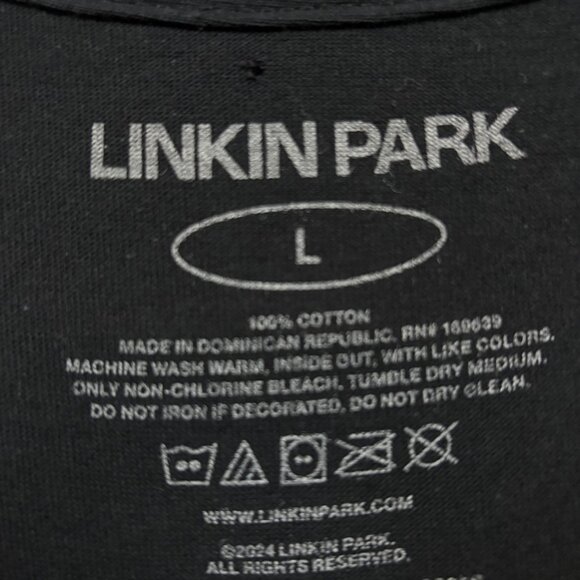 LINKIN PARK
L
100% COTTON
MADE IN DOMINICAN REPUBLIC, RN# 160639
MACHINE WASH WARM, INSIDE OUT, WITH LIKE COLORS.
ONLY NON-CHLORINE BLEACH. TUMBLE DRY MEDIUM.
DO NOT IRON IF DECORATED. DO NOT DRY CLEAN.
WWW.LINKINPARK.COM
©2024 LINKIN PARK.
ALL RIGHTS RESERVED.